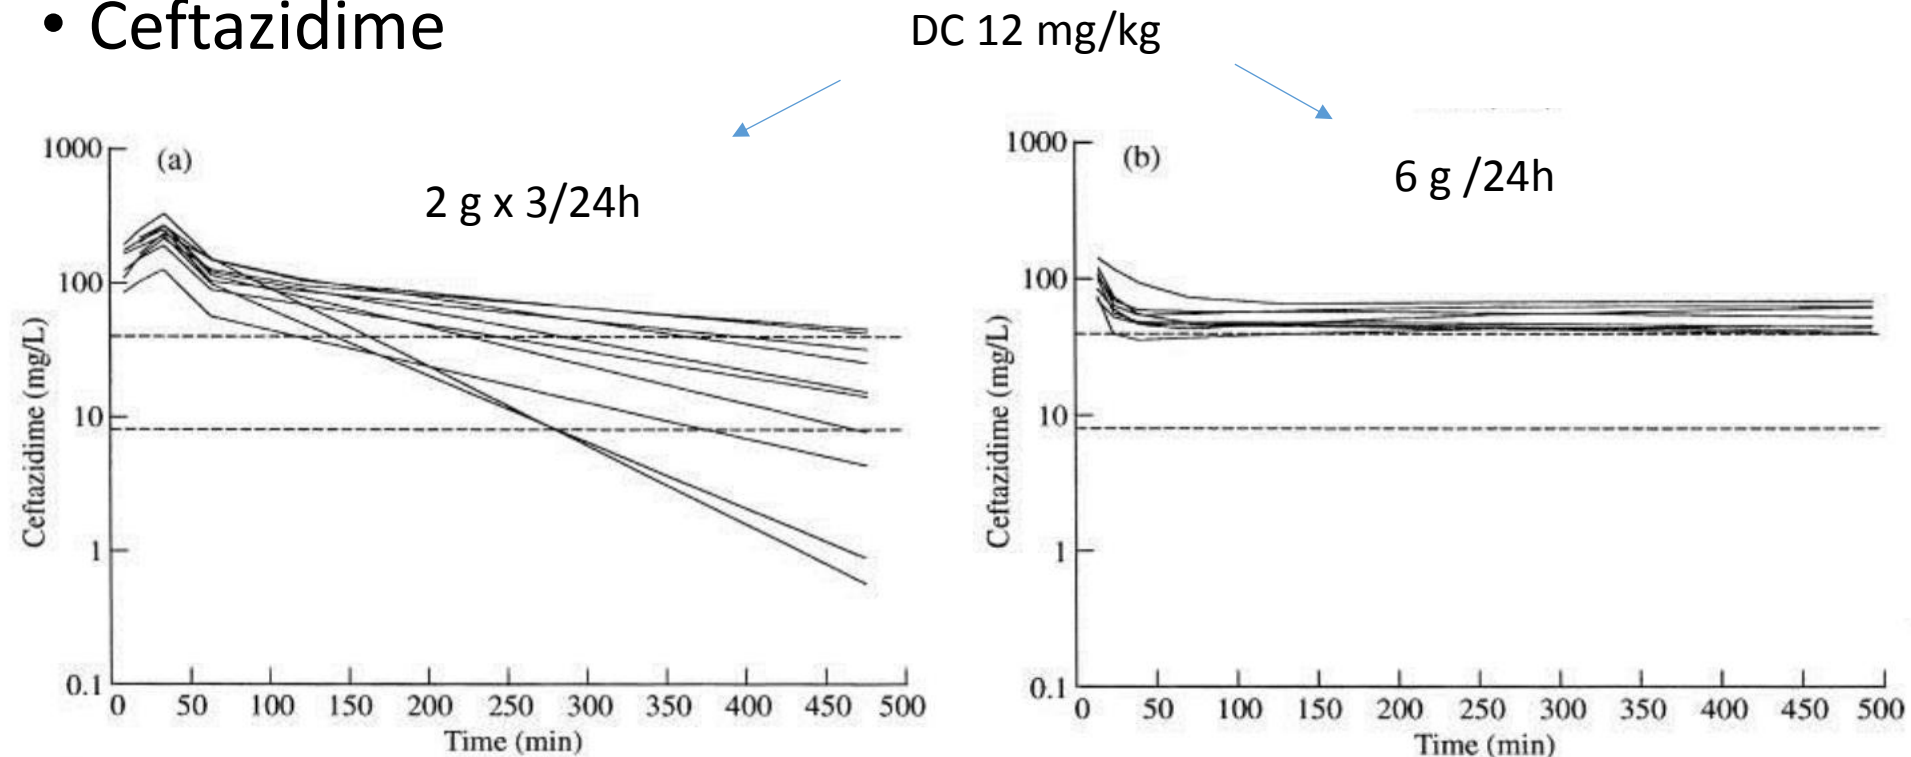 • Ceftazidime
DC 12 mg/kg
(a)
2 g x 3/24h
1000
100
10
1
0.1
Ceftazidime (mg/L)
0 50 100 150 200 250 300 350 400 450 500
Time (min)
(b)
6 g /24h
1000
100
10
1
0.1
Ceftazidime (mg/L)
0 50 100 150 200 250 300 350 400 450 500
Time (min)